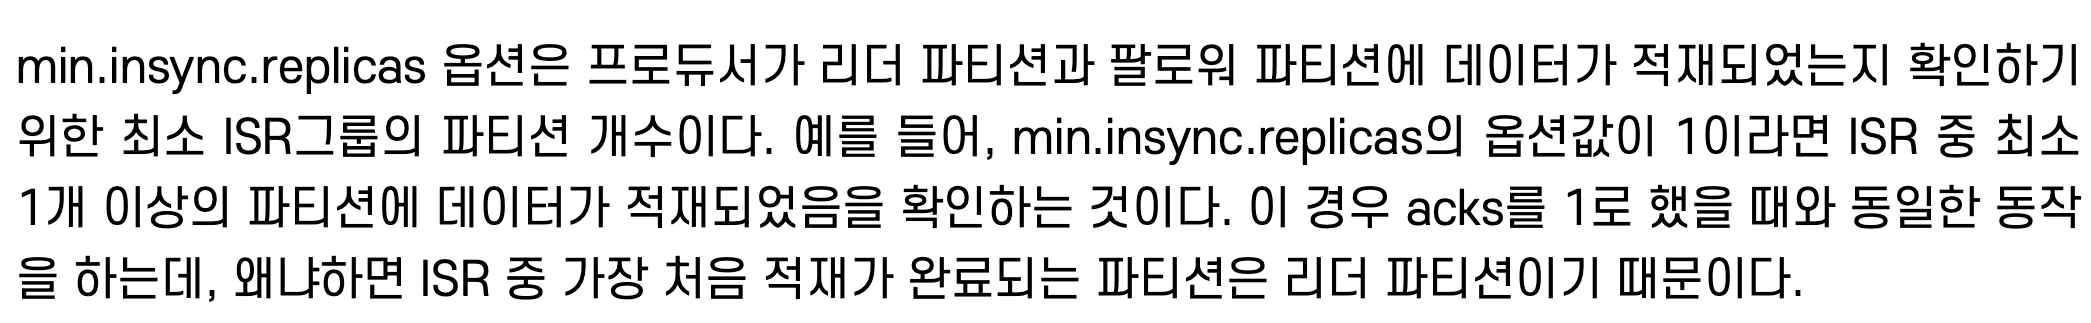 min.insync.replicas 옵션은 프로듀서가 리더 파티션과 팔로워 파티션에 데이터가 적재되었는지 확인하기
위한 최소 ISR그룹의 파티션 개수이다. 예를 들어, min.insync.replicas의 옵션값이 1이라면 ISR 중 최소
1개 이상의 파티션에 데이터가 적재되었음을 확인하는 것이다. 이 경우 acks를 1로 했을 때와 동일한 동작
을 하는데, 왜냐하면 ISR 중 가장 처음 적재가 완료되는 파티션은 리더 파티션이기 때문이다.